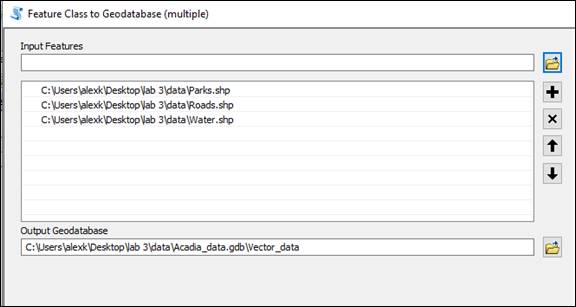 Feature Class to Geodatabase (multiple)
Input Features
C:\Users\alexk\Desktop\lab 3\data\Parks.shp
C:\Users\alexk\Desktop\lab 3\data\Roads.shp
C:\Users\alexk\Desktop\lab 3\data\Water.shp
Output Geodatabase
C:\Users\alexk\Desktop\lab 3\data\Acadia_data.gdb\Vector_data